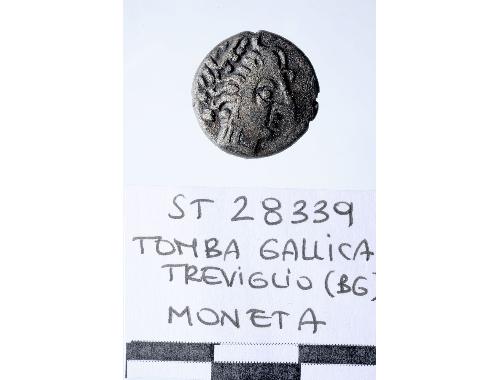 ST 28339
TOMBA GALLICA
TREVIGLIO (BG)
MONETA